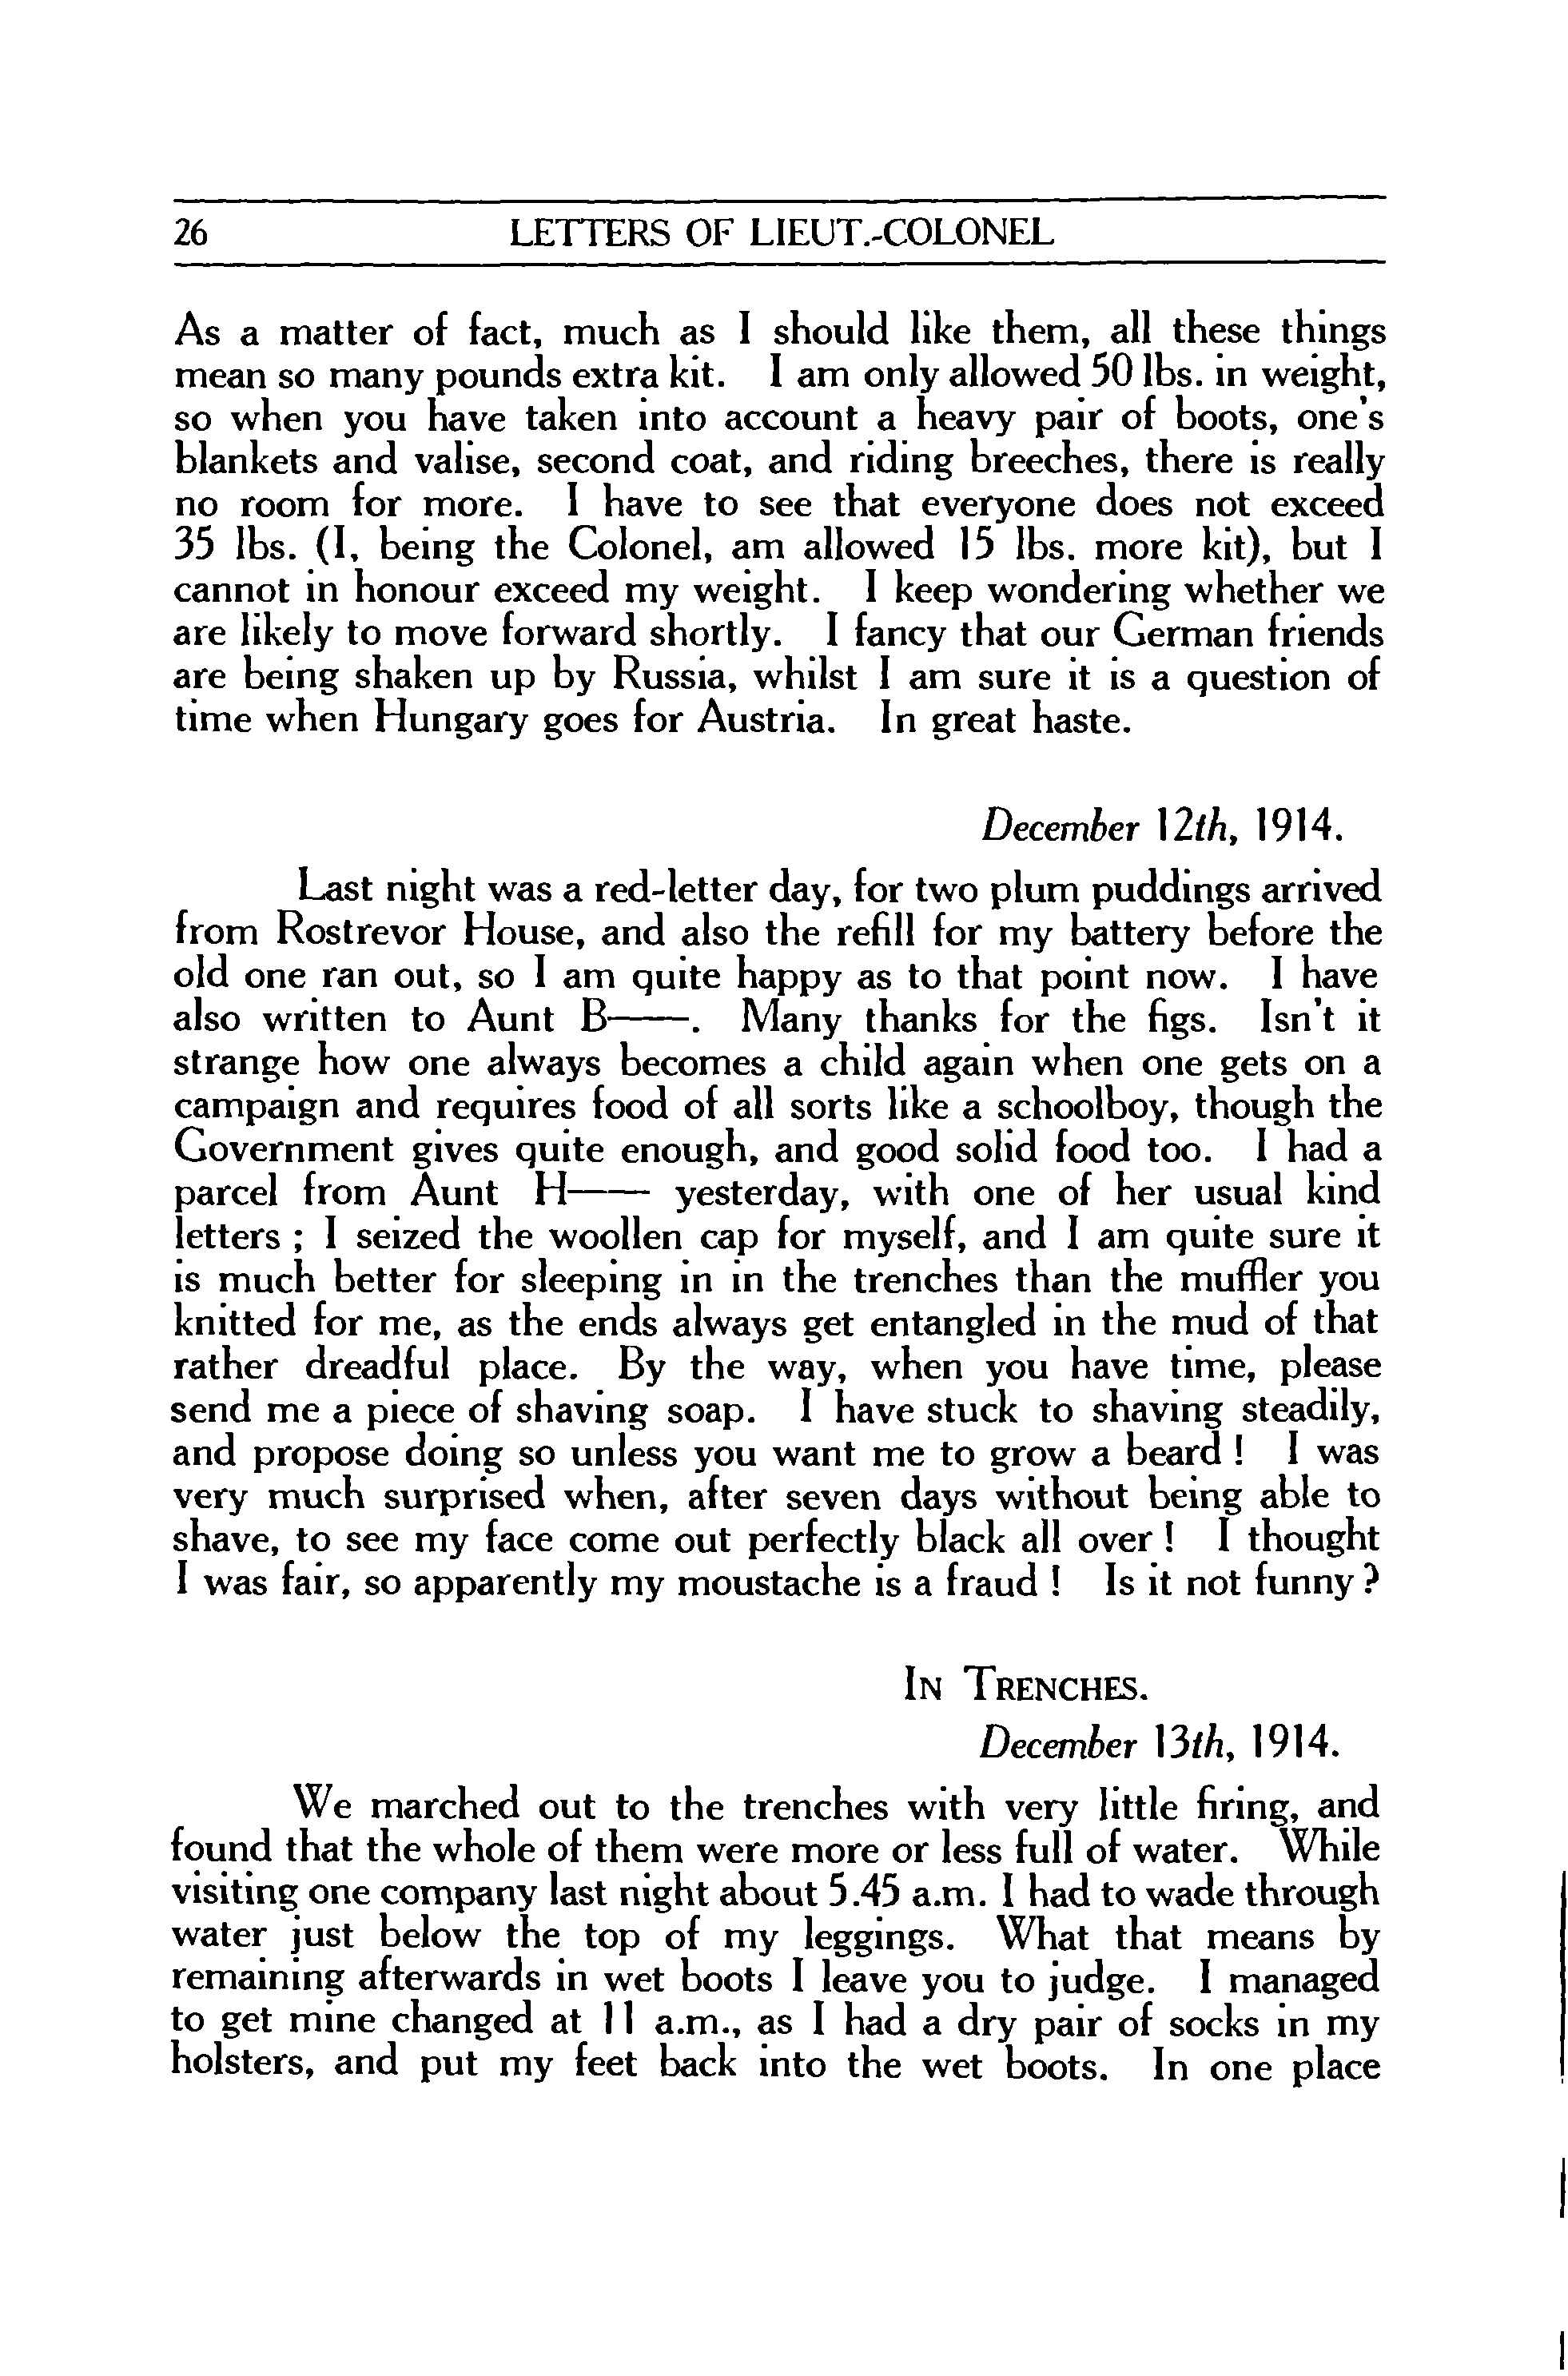 26 LETTERS OF LIEUT.-COLONEL
As a matter of fact, much as I should like them, all these things
mean so many pounds extra kit. I am only allowed 50 lbs. in weight,
so when you have taken into account a heavy pair of boots, one's
blankets and valise, second coat, and riding breeches, there is really
no room for more. I have to see that everyone does not exceed
35 lbs. (I, being the Colonel, am allowed 15 lbs. more kit), but I
cannot in honour exceed my weight. I keep wondering whether we
are likely to move forward shortly. I fancy that our German friends
are being shaken up by Russia, whilst I am sure it is a question of
time when Hungary goes for Austria. In great haste.
December 12th, 1914.
Last night was a red-letter day, for two plum puddings arrived
from Rostrevor House, and also the refill for my battery before the
old one ran out, so I am quite happy as to that point now. I have
also written to Aunt B——. Many thanks for the figs. Isn't it
strange how one always becomes a child again when one gets on a
campaign and requires food of all sorts like a schoolboy, though the
Government gives quite enough, and good solid food too. I had a
parcel from Aunt H—— yesterday, with one of her usual kind
letters ; I seized the woollen cap for myself, and I am quite sure it
is much better for sleeping in in the trenches than the muffler you
knitted for me, as the ends always get entangled in the mud of that
rather dreadful place. By the way, when you have time, please
send me a piece of shaving soap. I have stuck to shaving steadily,
and propose doing so unless you want me to grow a beard ! I was
very much surprised when, after seven days without being able to
shave, to see my face come out perfectly black all over ! I thought
I was fair, so apparently my moustache is a fraud ! Is it not funny ?
IN TRENCHES.
December 13th, 1914.
We marched out to the trenches with very little firing, and
found that the whole of them were more or less full of water. While
visiting one company last night about 5.45 a.m. I had to wade through
water just below the top of my leggings. What that means by
remaining afterwards in wet boots I leave you to judge. I managed
to get mine changed at 11 a.m., as I had a dry pair of socks in my
holsters, and put my feet back into the wet boots. In one place